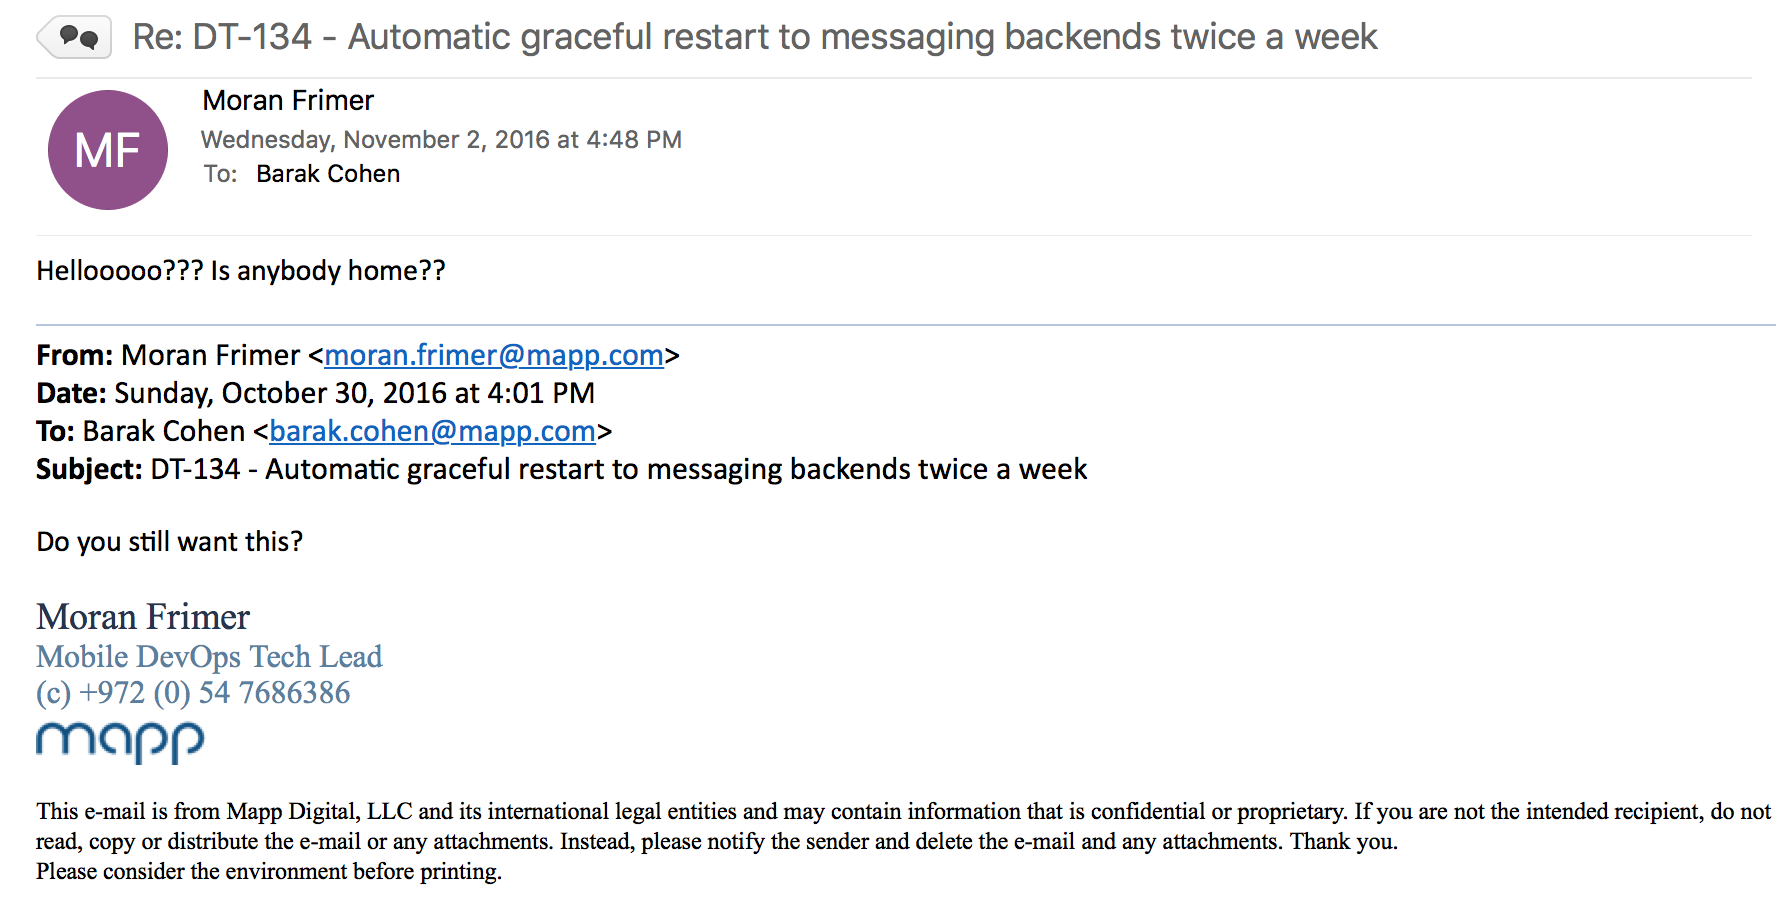 Re: DT-134 - Automatic graceful restart to messaging backends twice a week
MF
Moran Frimer
Wednesday, November 2, 2016 at 4:48 PM
To: Barak Cohen
Hellooooo??? Is anybody home??
From: Moran Frimer <moran.frimer@mapp.com>
Date: Sunday, October 30, 2016 at 4:01 PM
To: Barak Cohen <barak.cohen@mapp.com>
Subject: DT-134 - Automatic graceful restart to messaging backends twice a week
Do you still want this?
Moran Frimer
Mobile DevOps Tech Lead
(c) +972 (0) 54 7686386
mapp
This e-mail is from Mapp Digital, LLC and its international legal entities and may contain information that is confidential or proprietary. If you are not the intended recipient, do not
read, copy or distribute the e-mail or any attachments. Instead, please notify the sender and delete the e-mail and any attachments. Thank you.
Please consider the environment before printing.